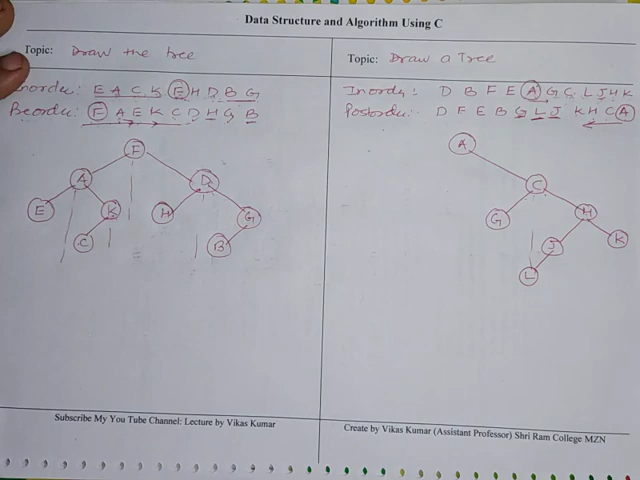 Data Structure and Algorithm Using C
Topic: Draw the tree
Inorder: E A C K F H D B G
Preorder: F A E K C D H G B
F
A
D
E
K
H
G
C
B
Subscribe My You Tube Channel: Lecture by Vikas Kumar
Topic: Draw a Tree
Inorder: D B F E A G C L J H K
Postorder: D F E B G L J K H C A
A
C
G
H
J
K
L
Create by Vikas Kumar (Assistant Professor) Shri Ram College MZN